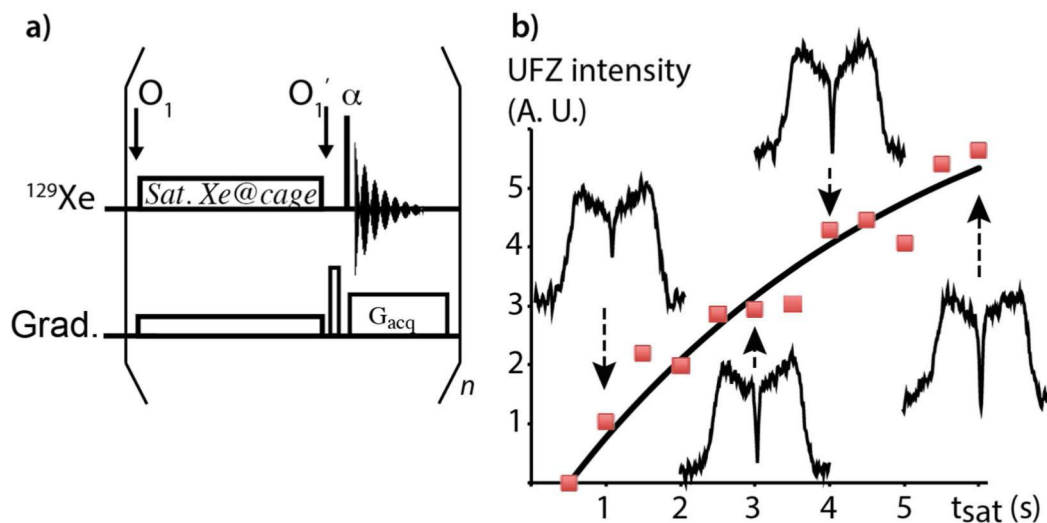 a)
O1
O1' α
129Xe
Sat. Xe@cage
Grad.
Gacq
n
b)
UFZ intensity
(A. U.)
5
4
3
2
1
1 2 3 4 5 tsat (s)